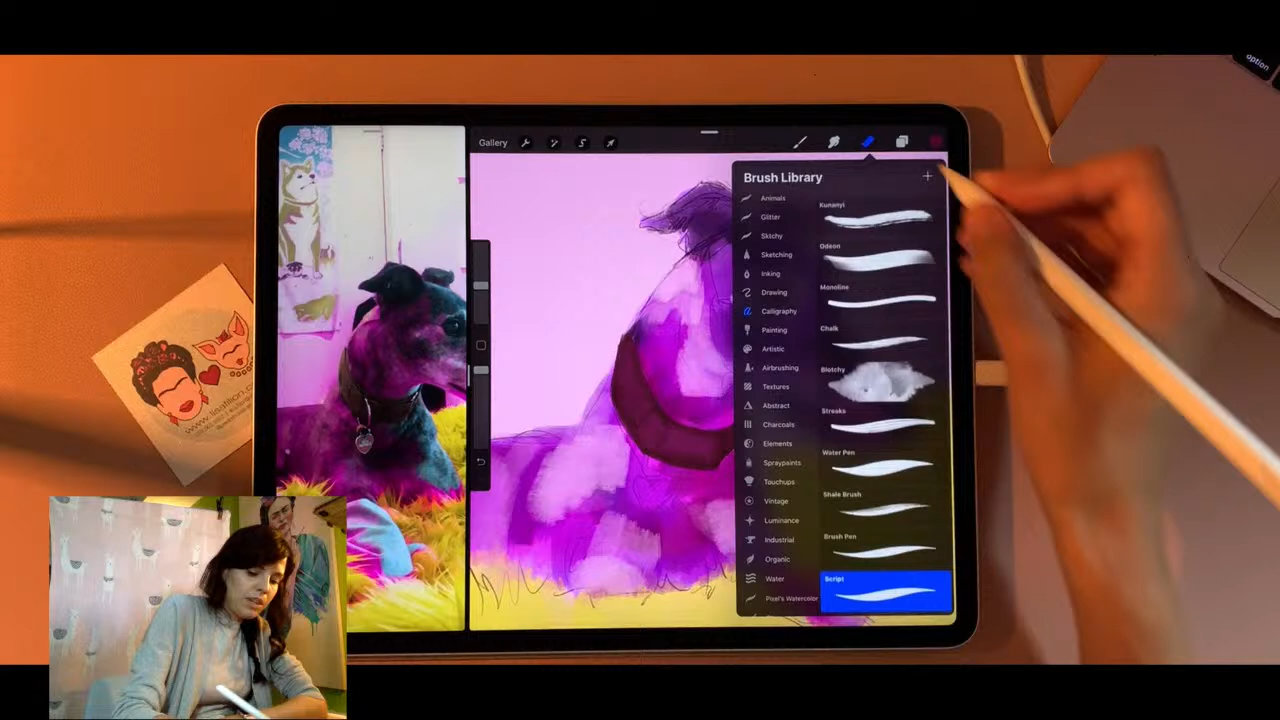 option
Gallery
Brush Library
Animals
Glitter
Sktchy
Sketching
Inking
Drawing
Calligraphy
Painting
Artistic
Airbrushing
Textures
Abstract
Charcoals
Elements
Spraypaints
Touchups
Vintage
Luminance
Industrial
Organic
Water
Pixel's Watercolor
Kunanyi
Odeon
Monoline
Chalk
Blotchy
Streaks
Water Pen
Shale Brush
Brush Pen
Script